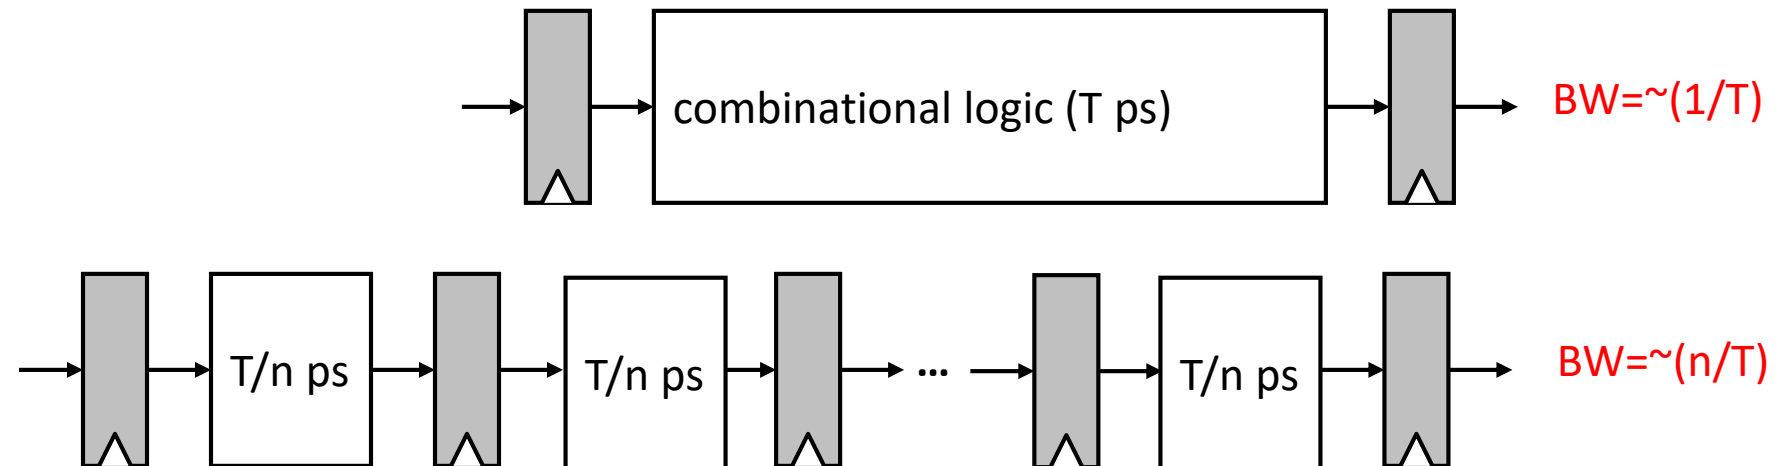 combinational logic (T ps)
BW=~(1/T)
T/n ps
T/n ps
...
T/n ps
BW=~(n/T)